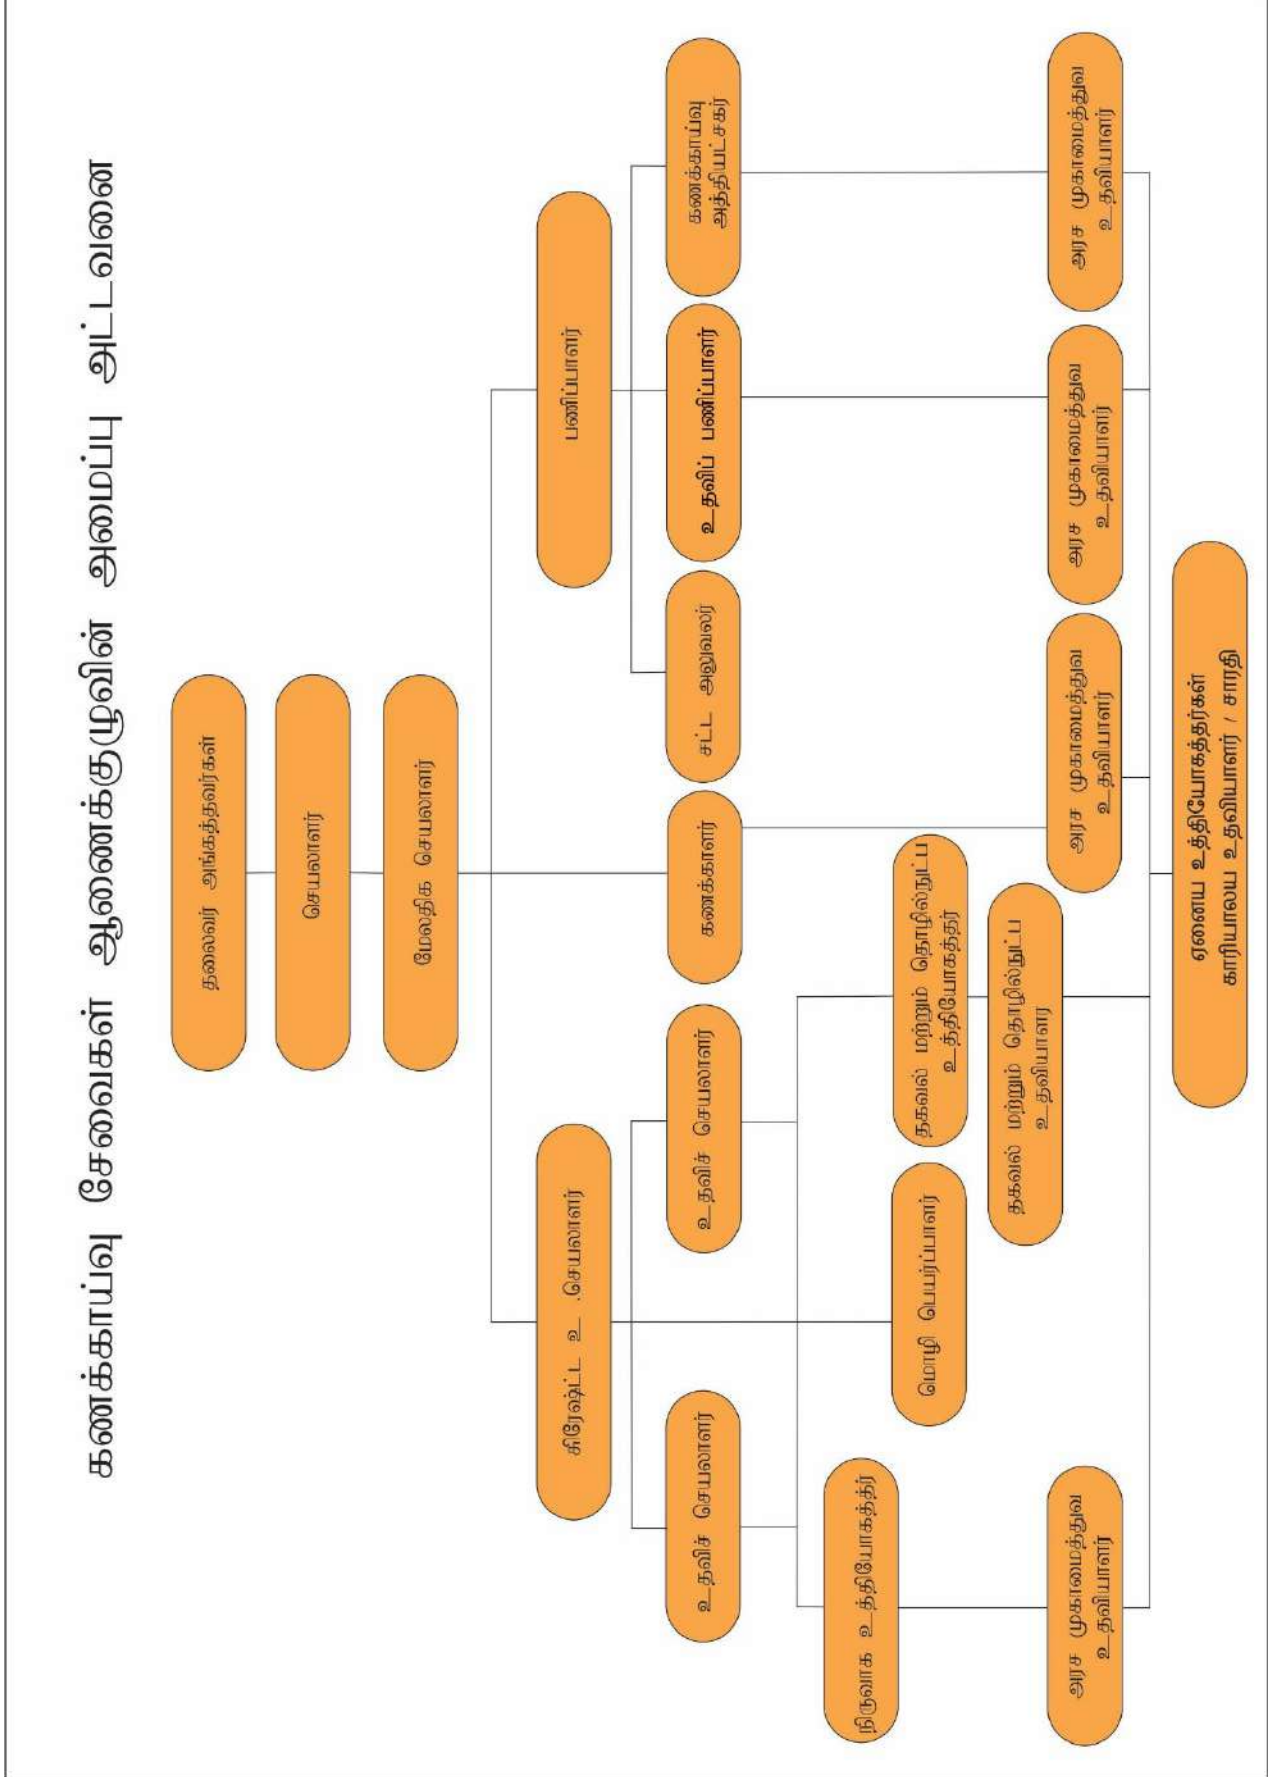 கணக்காய்வு சேவைகள் ஆணைக்குழுவின் அமைப்பு அட்டவணை
தலைவர் அங்கத்தவர்கள்
செயலாளர்
மேலதிக செயலாளர்
சிரேஷ்ட உ .செயலாளர்
பணிப்பாளர்
உதவிச் செயலாளர்
உதவிச் செயலாளர்
கணக்காளர்
சட்ட அலுவலர்
உதவிப் பணிப்பாளர்
கணக்காய்வு
அத்தியட்சகர்
நிருவாக உத்தியோகத்தர்
மொழி பெயர்ப்பாளர்
தகவல் மற்றும் தொழில்நுட்ப
உத்தியோகத்தர்
தகவல் மற்றும் தொழில்நுட்ப
உதவியாளர
அரச முகாமைத்துவ
உதவியாளர்
அரச முகாமைத்துவ
உதவியாளர்
அரச முகாமைத்துவ
உதவியாளர்
அரச முகாமைத்துவ
உதவியாளர்
ஏனைய உத்தியோகத்தர்கள்
காரியாலய உதவியாளர் / சாரதி